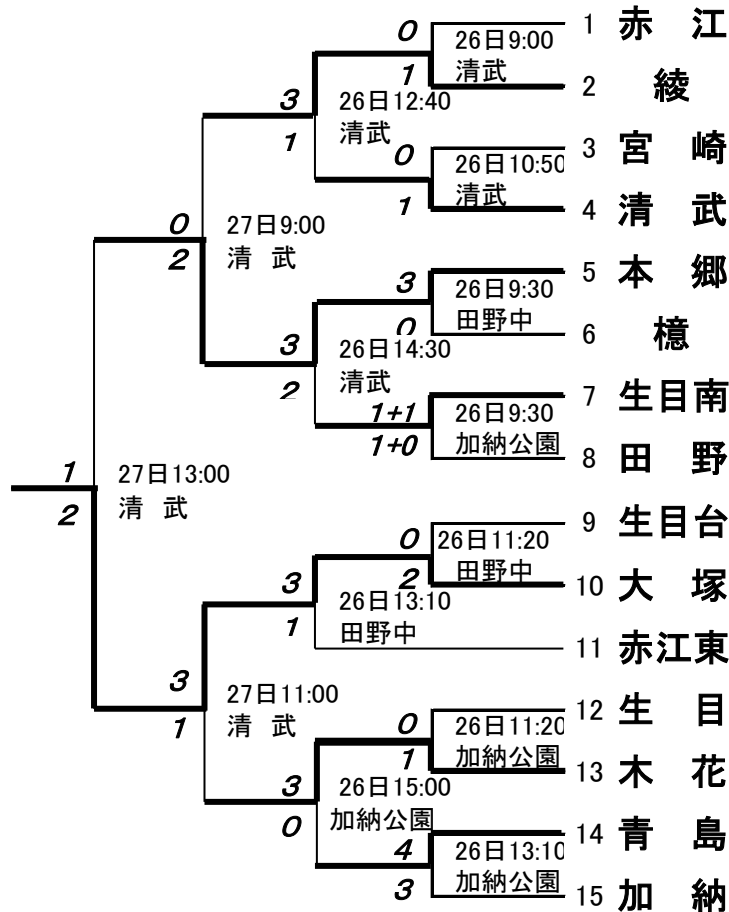 0
26日9:00
1 赤 江
1
清武
2 綾
3
26日12:40
1
清武
0
26日10:50
3 宮 崎
1
清武
4 清 武
0
27日9:00
2
清 武
3
26日9:30
5 本 郷
0
田野中
6 檍
3
26日14:30
2
清武
1+1
26日9:30
7 生目南
1+0
加納公園
8 田 野
1
27日13:00
2
清 武
0
26日11:20
9 生目台
2
田野中
10 大 塚
3
26日13:10
1
田野中
11 赤江東
3
27日11:00
1
清 武
0
26日11:20
12 生 目
1
加納公園
13 木 花
3
26日15:00
0
加納公園
4
26日13:10
14 青 島
3
加納公園
15 加 納